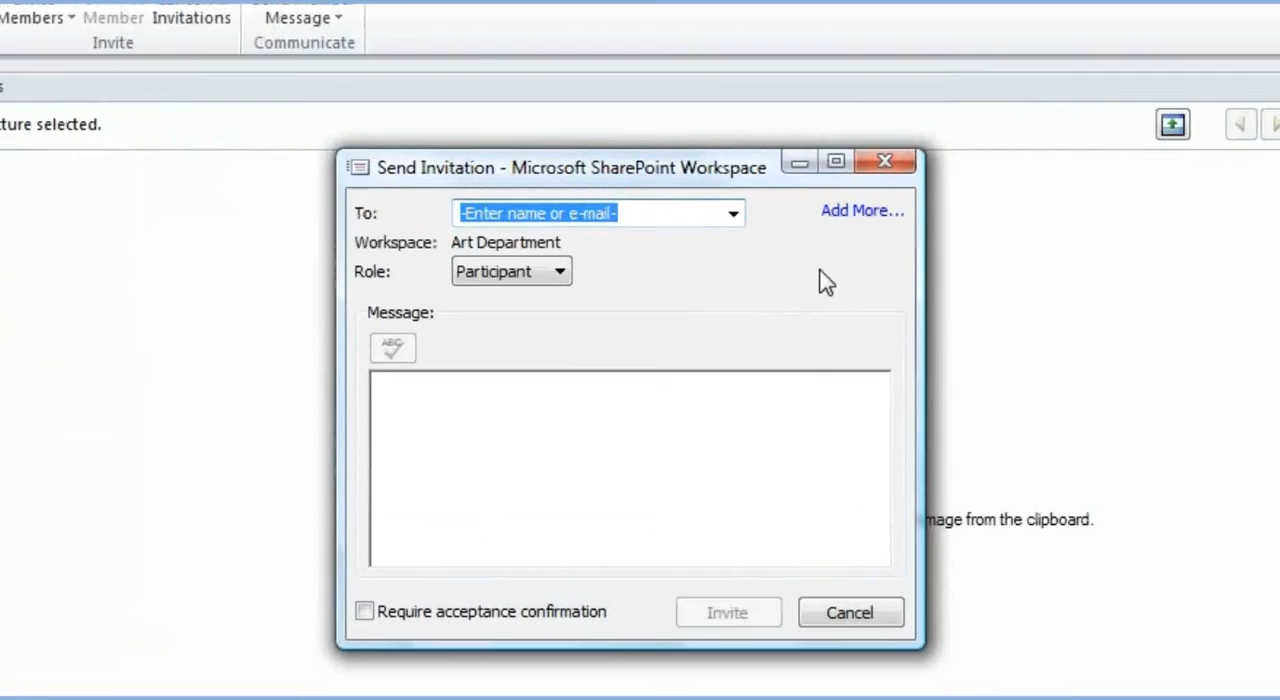 Members Member Invitations Message
Invite Communicate
ture selected.
Send Invitation - Microsoft SharePoint Workspace
To: -Enter name or e-mail- Add More...
Workspace: Art Department
Role: Participant
Message:
ABC
mage from the clipboard.
Require acceptance confirmation Invite Cancel